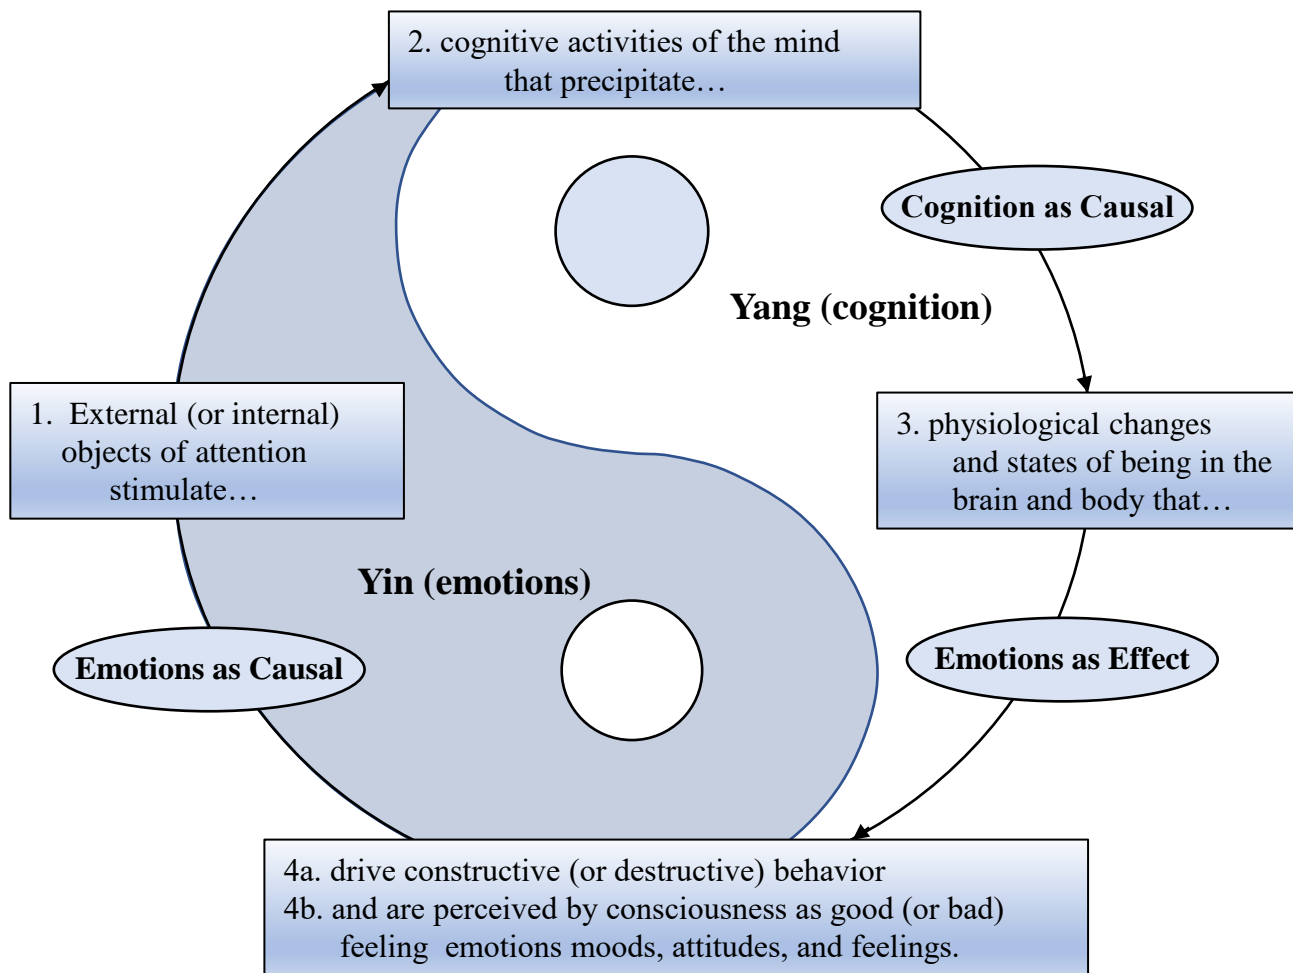 2. cognitive activities of the mind
that precipitate…
Cognition as Causal
Yang (cognition)
1. External (or internal)
objects of attention
stimulate…
3. physiological changes
and states of being in the
brain and body that…
Yin (emotions)
Emotions as Causal
Emotions as Effect
4a. drive constructive (or destructive) behavior
4b. and are perceived by consciousness as good (or bad)
feeling emotions moods, attitudes, and feelings.